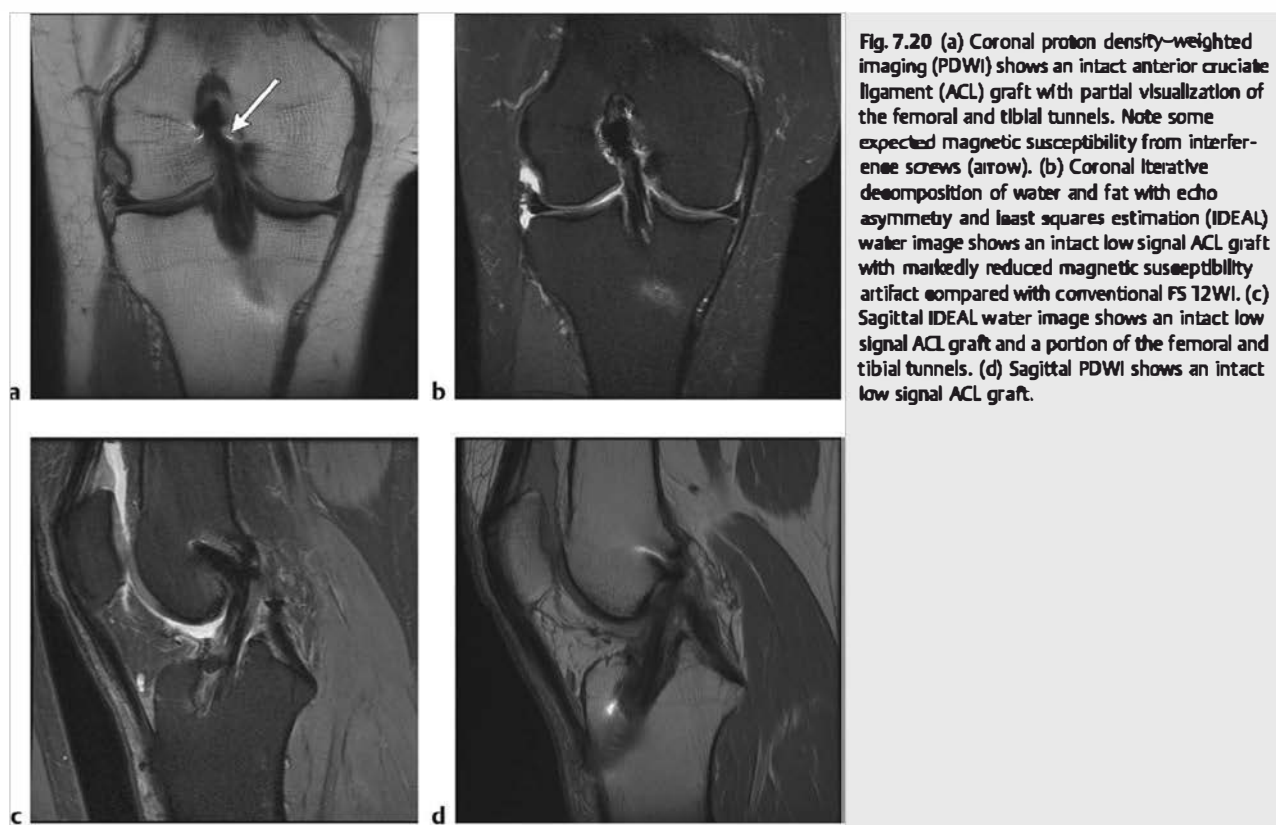 Fig. 7.20 (a) Coronal proton density–weighted
imaging (PDWI) shows an intact anterior cruciate
ligament (ACL) graft with partial visualization of
the femoral and tibial tunnels. Note some
expected magnetic susceptibility from interfer-
ence screws (arrow). (b) Coronal iterative
decomposition of water and fat with echo
asymmetry and least squares estimation (IDEAL)
water image shows an intact low signal ACL graft
with markedly reduced magnetic susceptibility
artifact compared with conventional FS T2WI. (c)
Sagittal IDEAL water image shows an intact low
signal ACL graft and a portion of the femoral and
tibial tunnels. (d) Sagittal PDWI shows an intact
low signal ACL graft.
a
b
c
d